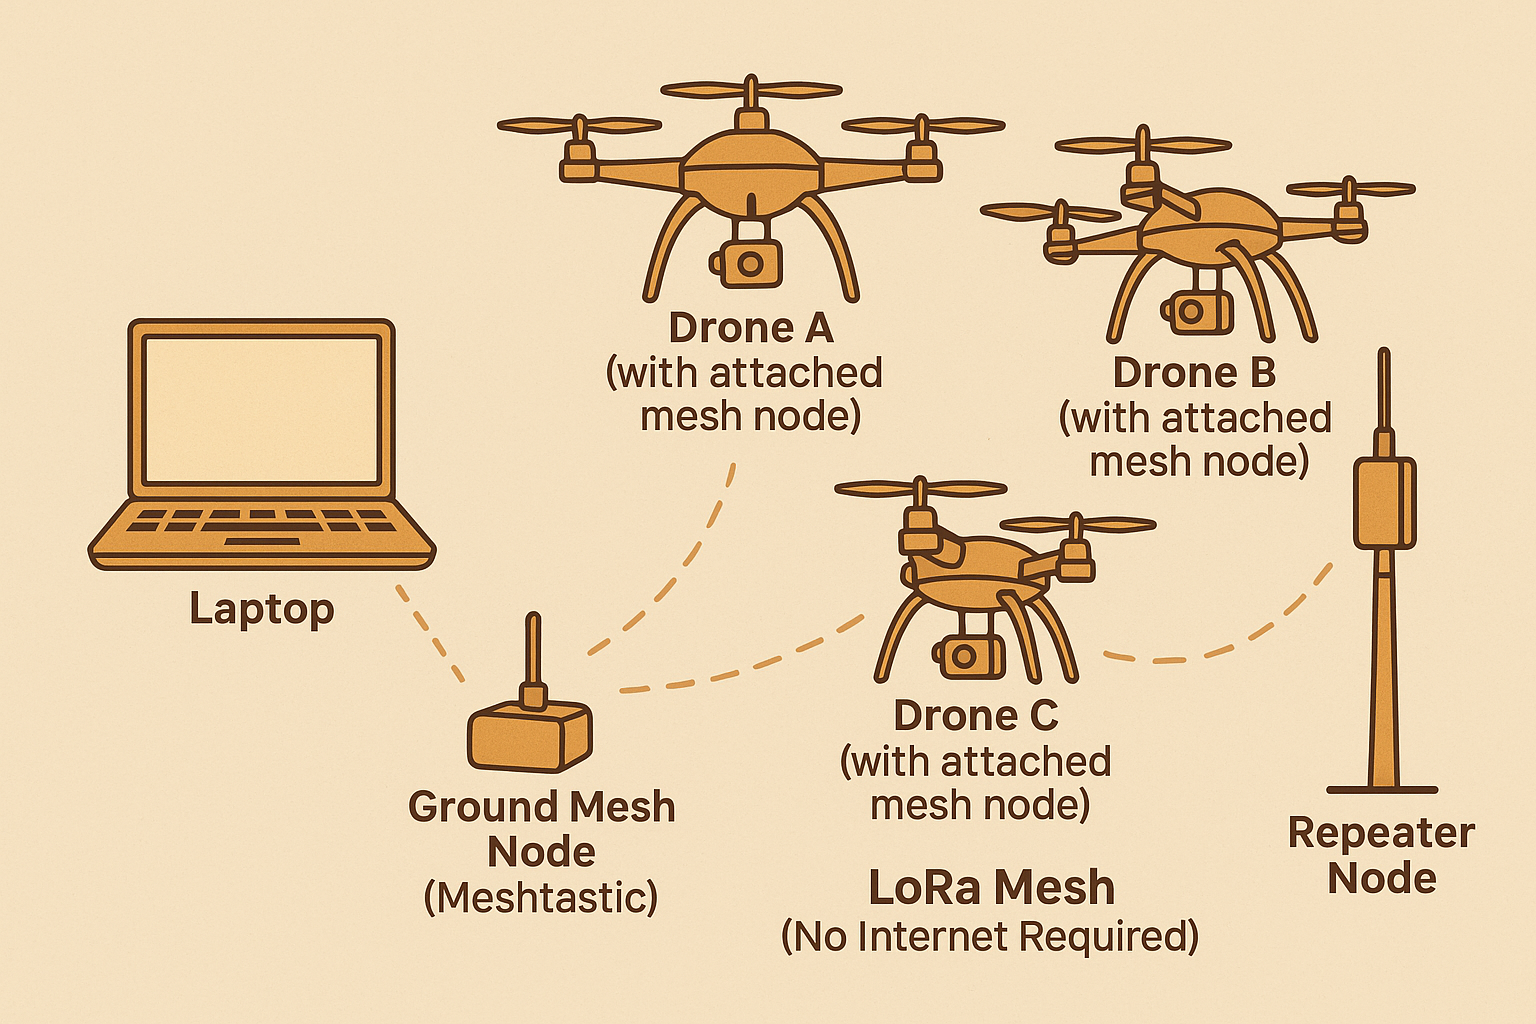 Drone A
(with attached
mesh node)
Drone B
(with attached
mesh node)
Laptop
Drone C
(with attached
mesh node)
Ground Mesh
Node
(Meshtastic)
Repeater
Node
LoRa Mesh
(No Internet Required)